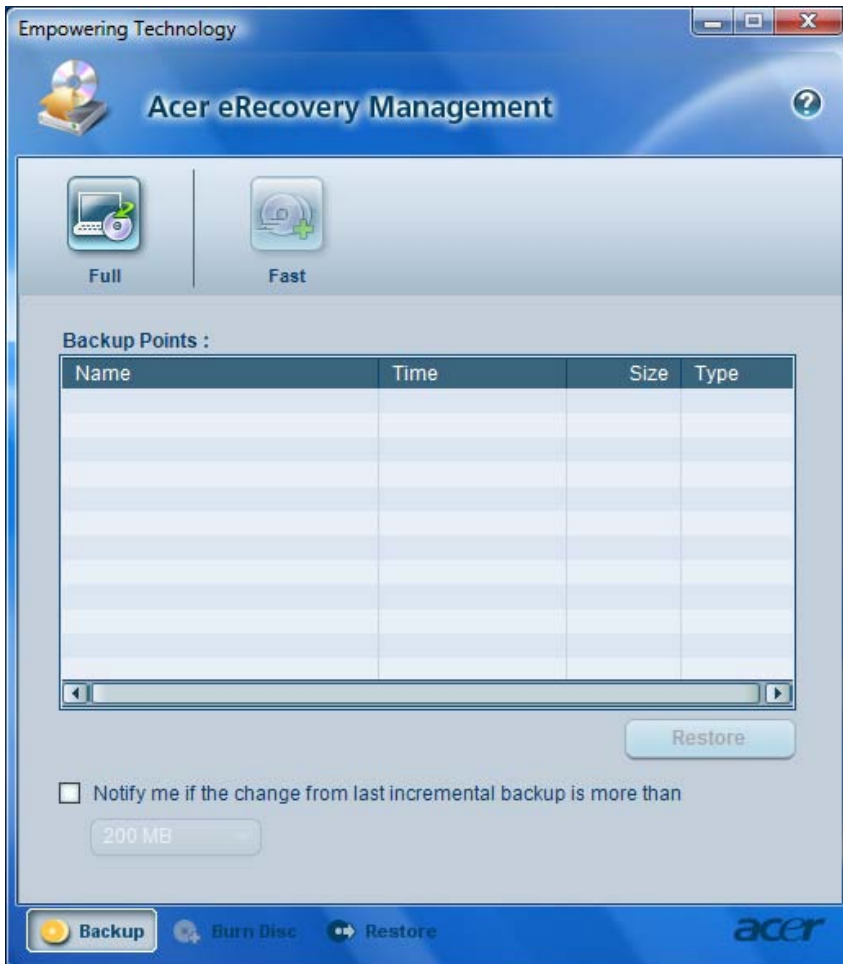 Empowering Technology
Acer eRecovery Management
?
Full
Fast
Backup Points :
Name Time Size Type
Restore
Notify me if the change from last incremental backup is more than
200 MB
Backup Burn Disc Restore acer